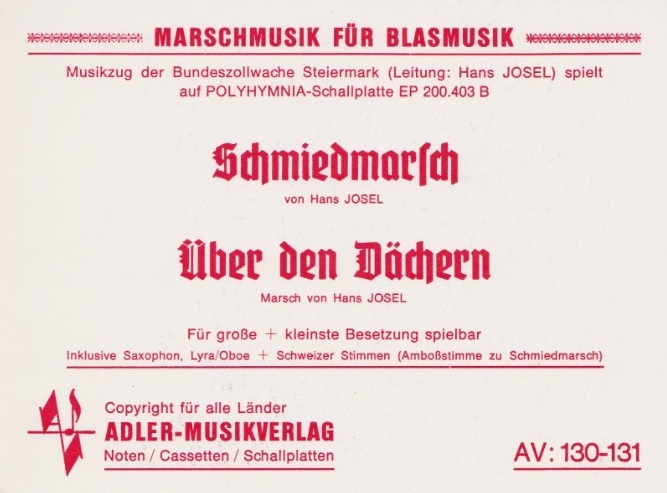 MARSCHMUSIK FÜR BLASMUSIK
Musikzug der Bundeszollwache Steiermark (Leitung: Hans JOSEL) spielt
auf POLYHYMNIA-Schallplatte EP 200.403 B
Schmiedmarſch
von Hans JOSEL
Über den Dächern
Marsch von Hans JOSEL
Für große + kleinste Besetzung spielbar
Inklusive Saxophon, Lyra/Oboe + Schweizer Stimmen (Amboßstimme zu Schmiedmarsch)
Copyright für alle Länder
ADLER-MUSIKVERLAG
Noten / Cassetten / Schallplatten
AV: 130-131